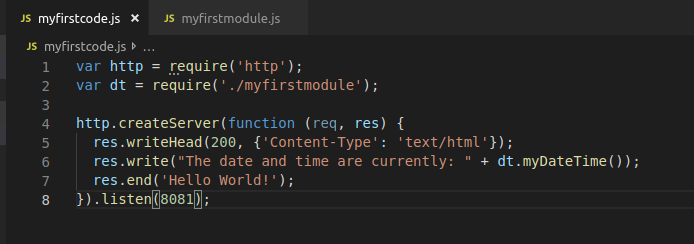 JS myfirstcode.js × JS myfirstmodule.js
JS myfirstcode.js > ...
1 var http = require('http');
2 var dt = require('./myfirstmodule');
3
4 http.createServer(function (req, res) {
5   res.writeHead(200, {'Content-Type': 'text/html'});
6   res.write("The date and time are currently: " + dt.myDateTime());
7   res.end('Hello World!');
8 }).listen(8081);